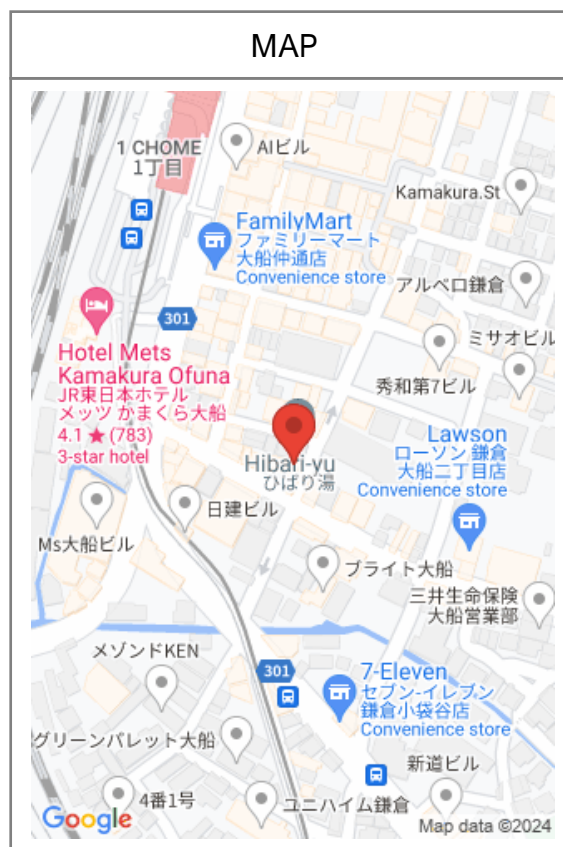 MAP
1 CHOME
1丁目
AIビル
Kamakura.St
FamilyMart
ファミリーマート
大船仲通店
Convenience store
アルベロ鎌倉
301
ミサオビル
Hotel Mets
Kamakura Ofuna
JR東日本ホテル
メッツ かまくら大船
4.1 ★ (783)
3-star hotel
秀和第7ビル
Lawson
ローソン 鎌倉
大船二丁目店
Convenience store
Hibari-yu
ひばり湯
日建ビル
Ms大船ビル
ブライト大船
三井生命保険
大船営業部
メゾンドKEN
301
7-Eleven
セブン-イレブン
鎌倉小袋谷店
Convenience store
グリーンパレット大船
新道ビル
4番1号
ユニハイム鎌倉
Google
Map data ©2024